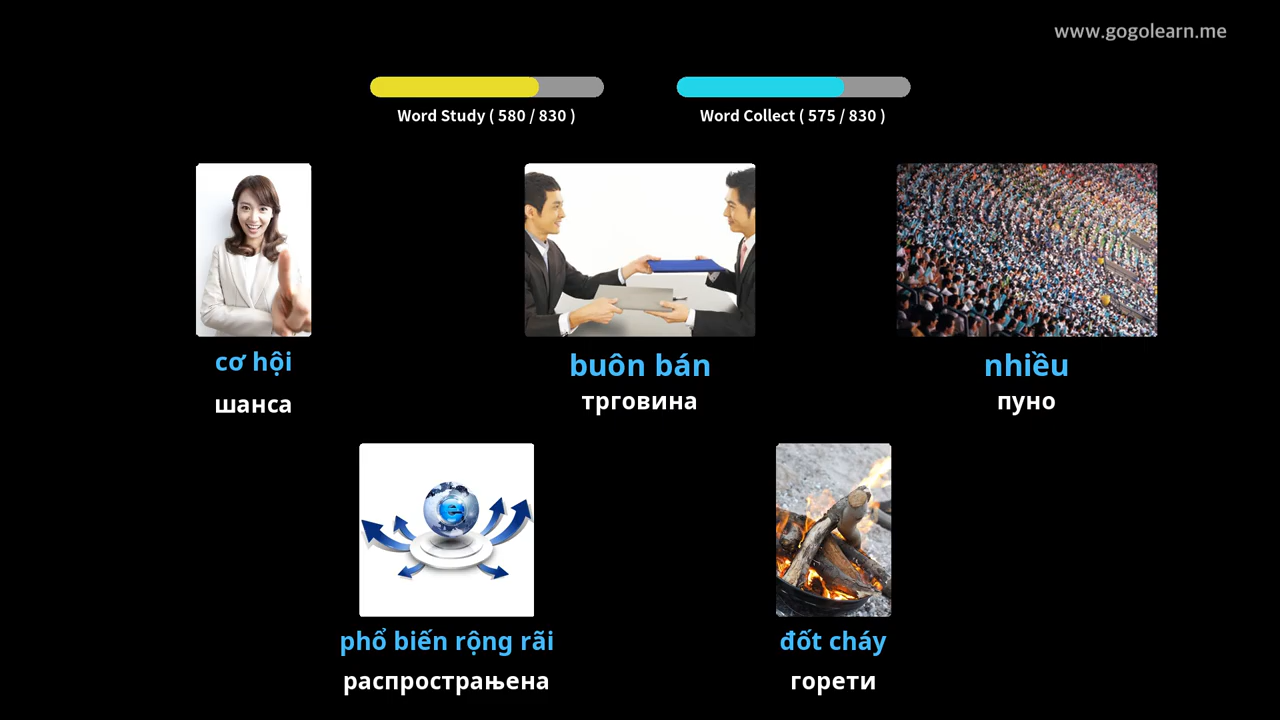 www.gogolearn.me
Word Study ( 580 / 830 )
Word Collect ( 575 / 830 )
cơ hội
шанса
buôn bán
трговина
nhiều
пуно
e
phổ biến rộng rãi
распрострањена
đốt cháy
горети